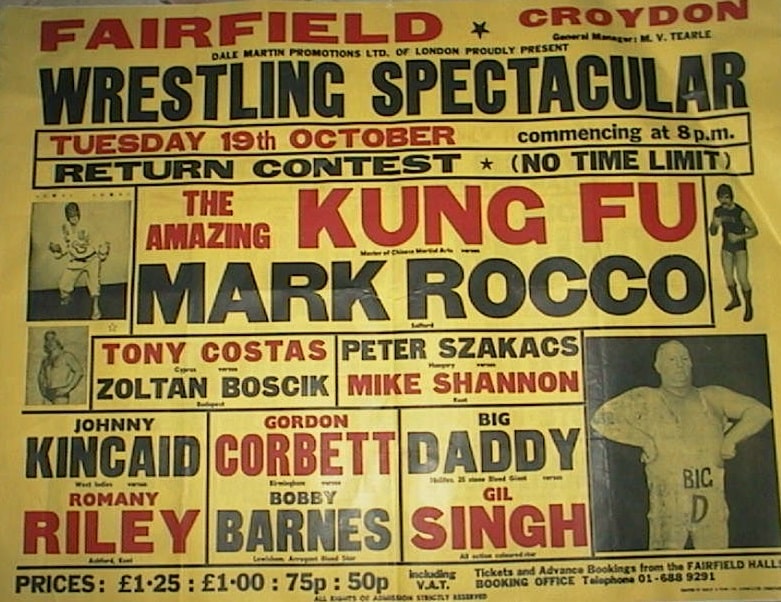 FAIRFIELD ★ CROYDON
General Manager: M. V. TEARLE
DALE MARTIN PROMOTIONS LTD. OF LONDON PROUDLY PRESENT
WRESTLING SPECTACULAR
TUESDAY 19th OCTOBER commencing at 8 p.m.
RETURN CONTEST ★ (NO TIME LIMIT)
THE AMAZING KUNG FU
Master of Chinese Martial Arts versus
MARK ROCCO
Salford
TONY COSTAS
Cyprus versus
ZOLTAN BOSCIK
Budapest
PETER SZAKACS
Hungary versus
MIKE SHANNON
Kent
JOHNNY
KINCAID
West Indies versus
ROMANY
RILEY
Ashford, Kent
GORDON
CORBETT
Birmingham versus
BOBBY
BARNES
Lewisham. Arrogant Blond Star
BIG
DADDY
Halifax. 25 stone Blond Giant versus
GIL
SINGH
All action coloured star
BIG
D
PRICES: £1·25 : £1·00 : 75p : 50p including V.A.T.
Tickets and Advance Bookings from the FAIRFIELD HALLS
BOOKING OFFICE Telephone 01-688 9291
ALL RIGHTS OF ADMISSION STRICTLY RESERVED